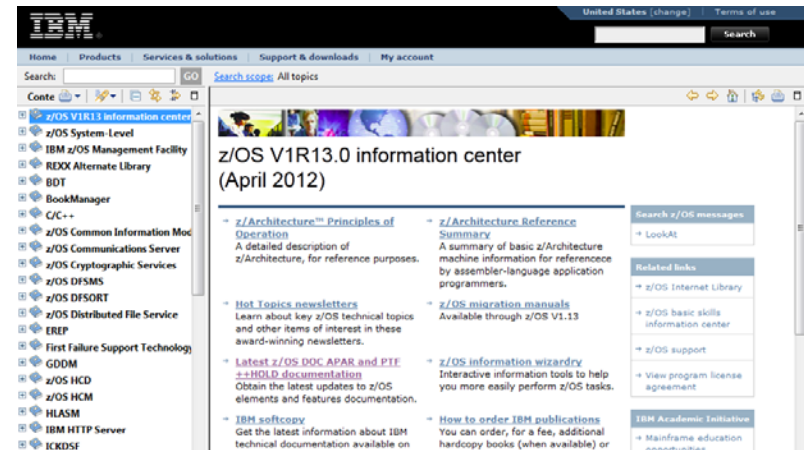 United States [change] | Terms of use
IBM®
Search
Home | Products | Services & solutions | Support & downloads | My account
Search: GO Search scope: All topics
Conte
z/OS V1R13 information center
z/OS System-Level
IBM z/OS Management Facility
REXX Alternate Library
BDT
BookManager
C/C++
z/OS Common Information Mod
z/OS Communications Server
z/OS Cryptographic Services
z/OS DFSMS
z/OS DFSORT
z/OS Distributed File Service
EREP
First Failure Support Technology
GDDM
z/OS HCD
z/OS HCM
HLASM
IBM HTTP Server
ICKDSF
z/OS V1R13.0 information center
(April 2012)
z/Architecture™ Principles of
Operation
A detailed description of
z/Architecture, for reference purposes.
z/Architecture Reference
Summary
A summary of basic z/Architecture
machine information for referencece
by assembler-language application
programmers.
Hot Topics newsletters
Learn about key z/OS technical topics
and other items of interest in these
award-winning newsletters.
z/OS migration manuals
Available through z/OS V1.13
Latest z/OS DOC APAR and PTF
++HOLD documentation
Obtain the latest updates to z/OS
elements and features documentation.
z/OS information wizardry
Interactive information tools to help
you more easily perform z/OS tasks.
IBM softcopy
Get the latest information about IBM
technical documentation available on
How to order IBM publications
You can order, for a fee, additional
hardcopy books (when available) or
Search z/OS messages
LookAt
Related links
z/OS Internet Library
z/OS basic skills
information center
z/OS support
View program license
agreement
IBM Academic Initiative
Mainframe education
opportunities